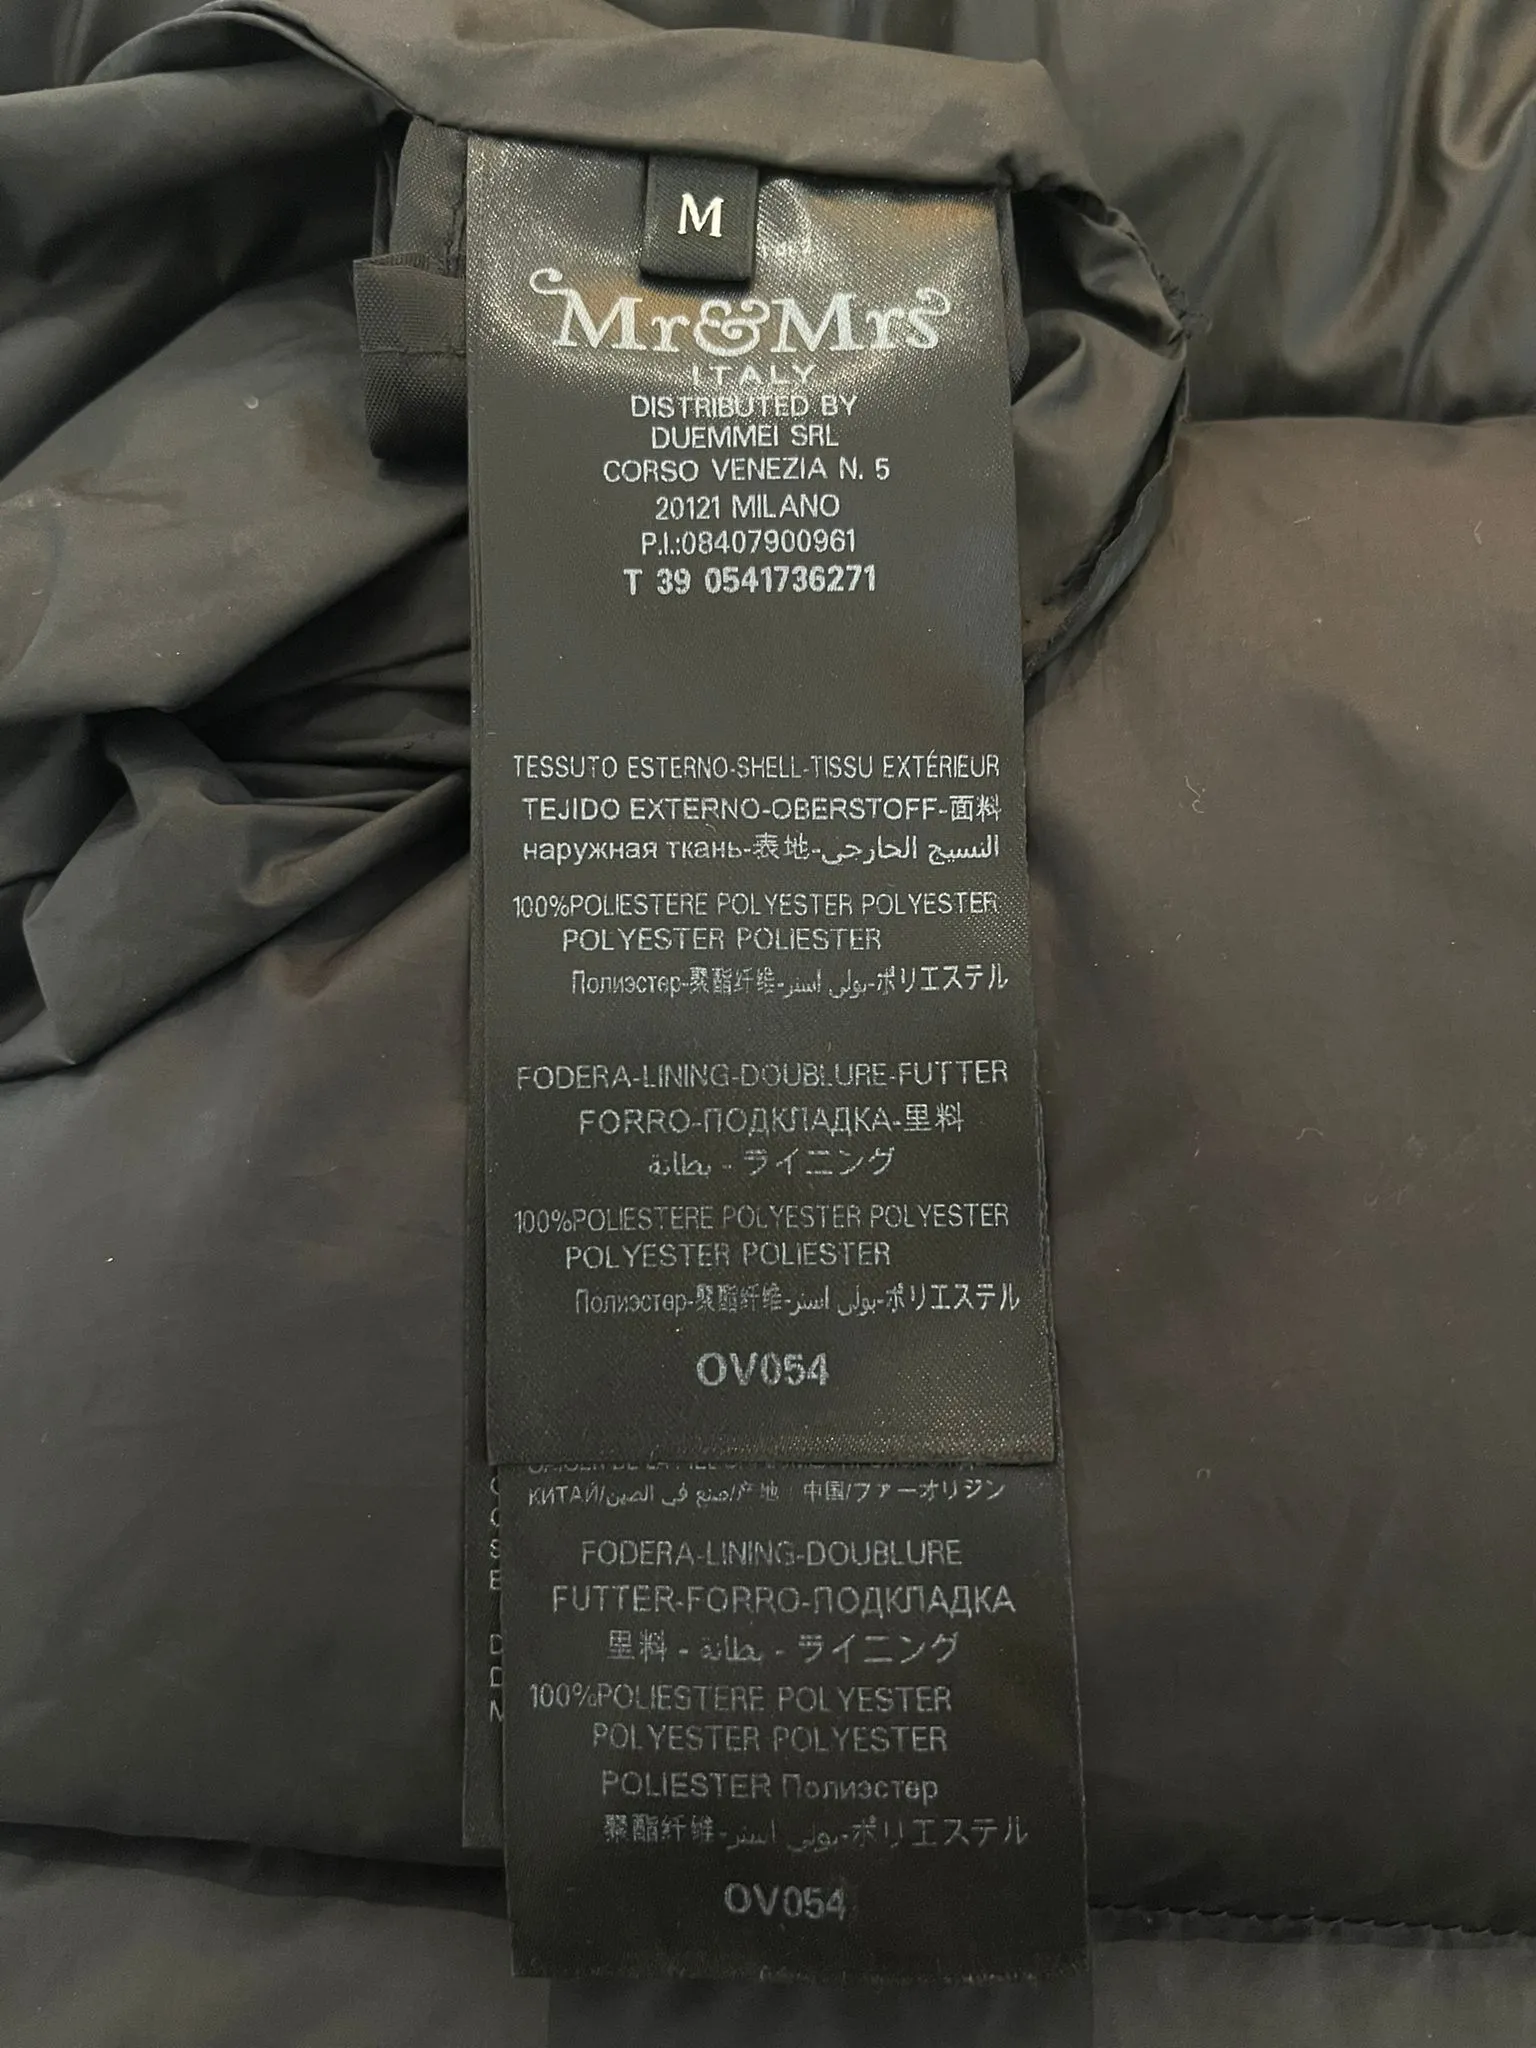 M
Mr&Mrs
ITALY
DISTRIBUTED BY
DUEMMEI SRL
CORSO VENEZIA N. 5
20121 MILANO
P.I.:08407900961
T 39 0541736271
TESSUTO ESTERNO-SHELL-TISSU EXTÉRIEUR
TEJIDO EXTERNO-OBERSTOFF-面料
наружная ткань-表地-النسيج الخارجي
100%POLIESTERE POLYESTER POLYESTER
POLYESTER POLIESTER
Полиэстер-聚酯纤维-بولي استر-ポリエステル
FODERA-LINING-DOUBLURE-FUTTER
FORRO-ПОДКЛАДКА-里料
بطانة - ライニング
100%POLIESTERE POLYESTER POLYESTER
POLYESTER POLIESTER
Полиэстер-聚酯纤维-بولي استر-ポリエステル
OV054
КИТАЙ/صنع في الصين/产地 : 中国/ファーオリジン
FODERA-LINING-DOUBLURE
FUTTER-FORRO-ПОДКЛАДКА
里料 - بطانة - ライニング
100%POLIESTERE POLYESTER
POLYESTER POLYESTER
POLIESTER Полиэстер
聚酯纤维-بولي استر-ポリエステル
OV054